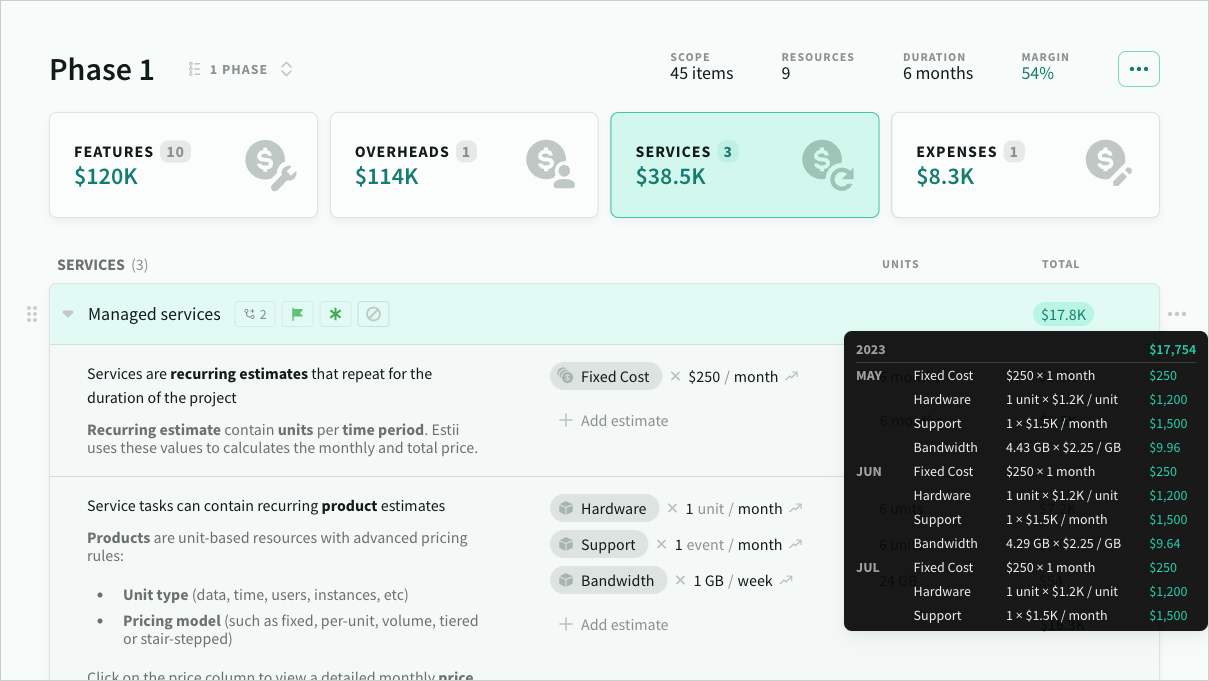 Phase 1
1 PHASE
SCOPE
45 items
RESOURCES
9
DURATION
6 months
MARGIN
54%
FEATURES 10
$120K
OVERHEADS 1
$114K
SERVICES 3
$38.5K
EXPENSES 1
$8.3K
SERVICES (3)
UNITS
TOTAL
Managed services
2
$17.8K
Services are recurring estimates that repeat for the
duration of the project
Recurring estimate contain units per time period. Estii
uses these values to calculates the monthly and total price.
Fixed Cost × $250 / month
+ Add estimate
Service tasks can contain recurring product estimates
Products are unit-based resources with advanced pricing
rules:
• Unit type (data, time, users, instances, etc)
• Pricing model (such as fixed, per-unit, volume, tiered
or stair-stepped)
Click on the price column to view a detailed monthly price
Hardware × 1 unit / month
Support × 1 event / month
Bandwidth × 1 GB / week
+ Add estimate
2023 $17,754
MAY Fixed Cost $250 × 1 month $250
Hardware 1 unit × $1.2K / unit $1,200
Support 1 × $1.5K / month $1,500
Bandwidth 4.43 GB × $2.25 / GB $9.96
JUN Fixed Cost $250 × 1 month $250
Hardware 1 unit × $1.2K / unit $1,200
Support 1 × $1.5K / month $1,500
Bandwidth 4.29 GB × $2.25 / GB $9.64
JUL Fixed Cost $250 × 1 month $250
Hardware 1 unit × $1.2K / unit $1,200
Support 1 × $1.5K / month $1,500